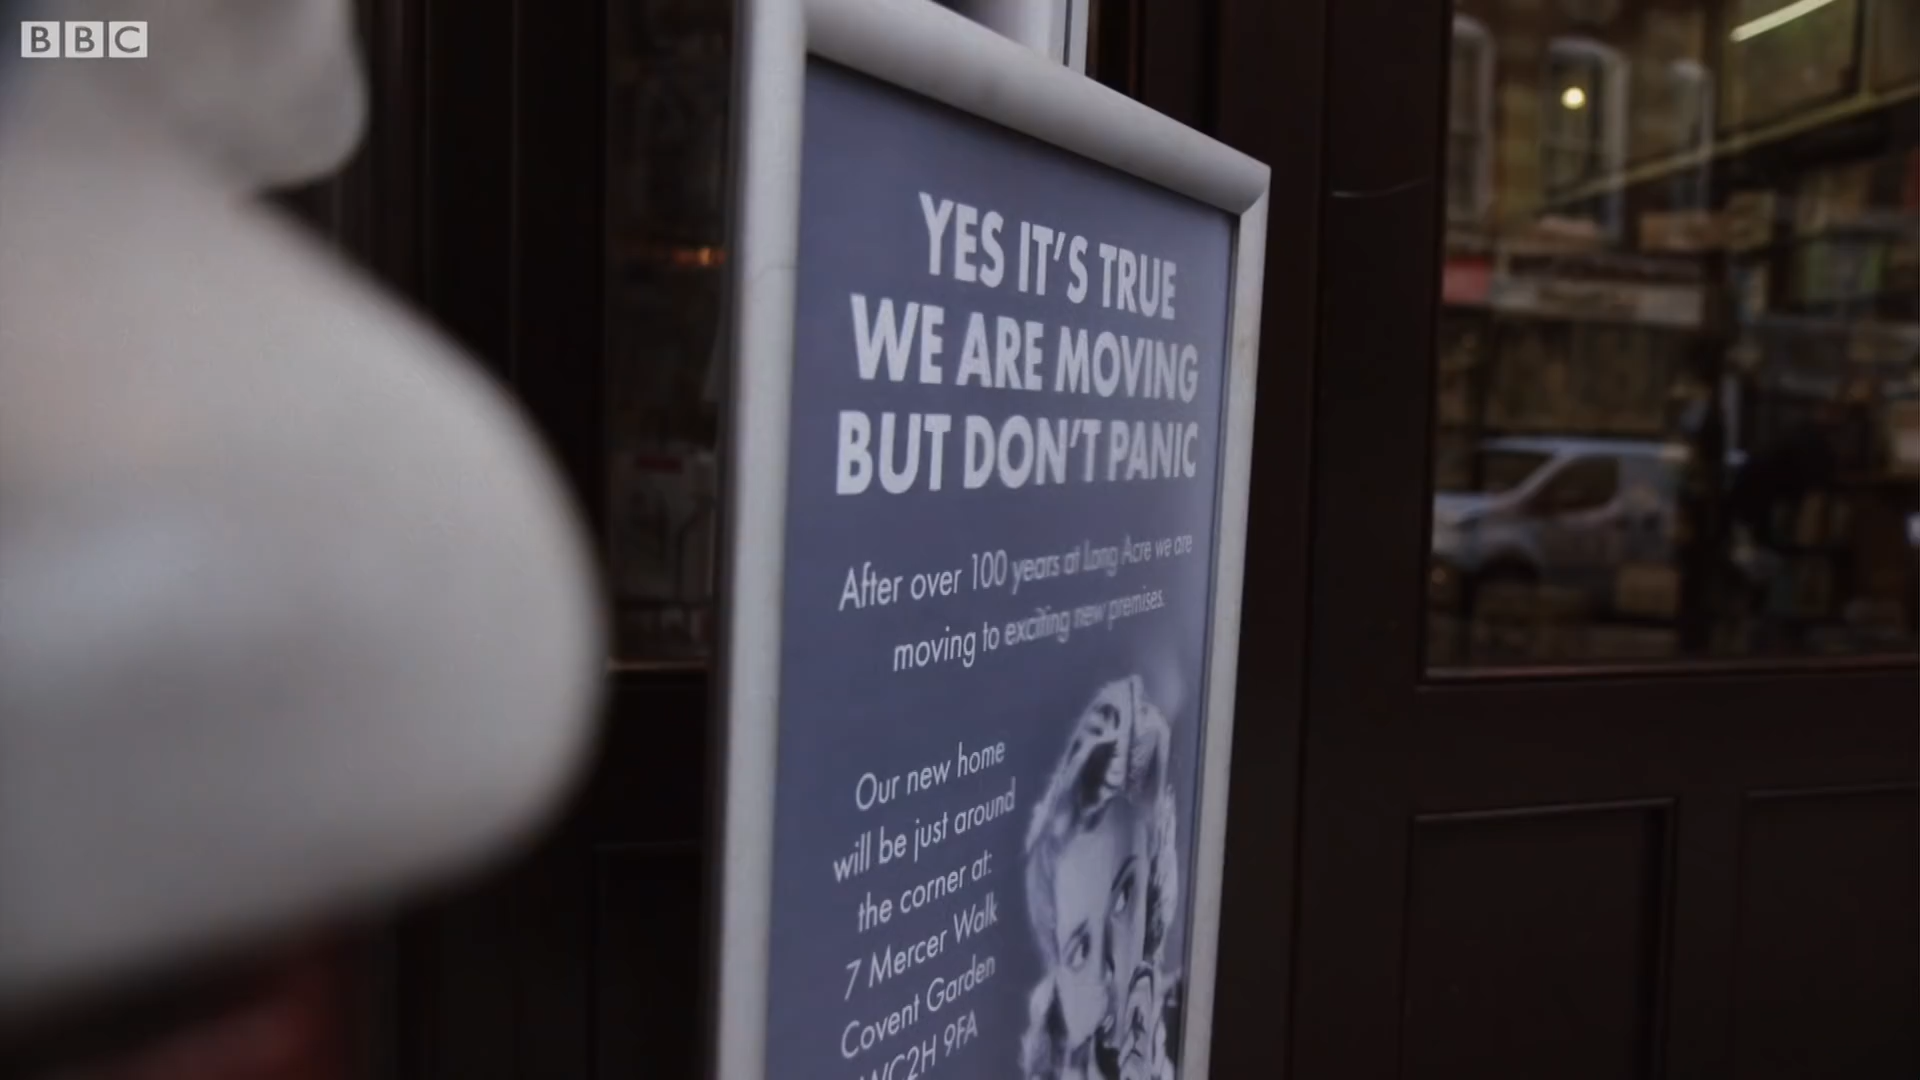 BBC
YES IT'S TRUE
WE ARE MOVING
BUT DON'T PANIC
After over 100 years at Long Acre we are
moving to exciting new premises.
Our new home
will be just around
the corner at:
7 Mercer Walk
Covent Garden
WC2H 9FA